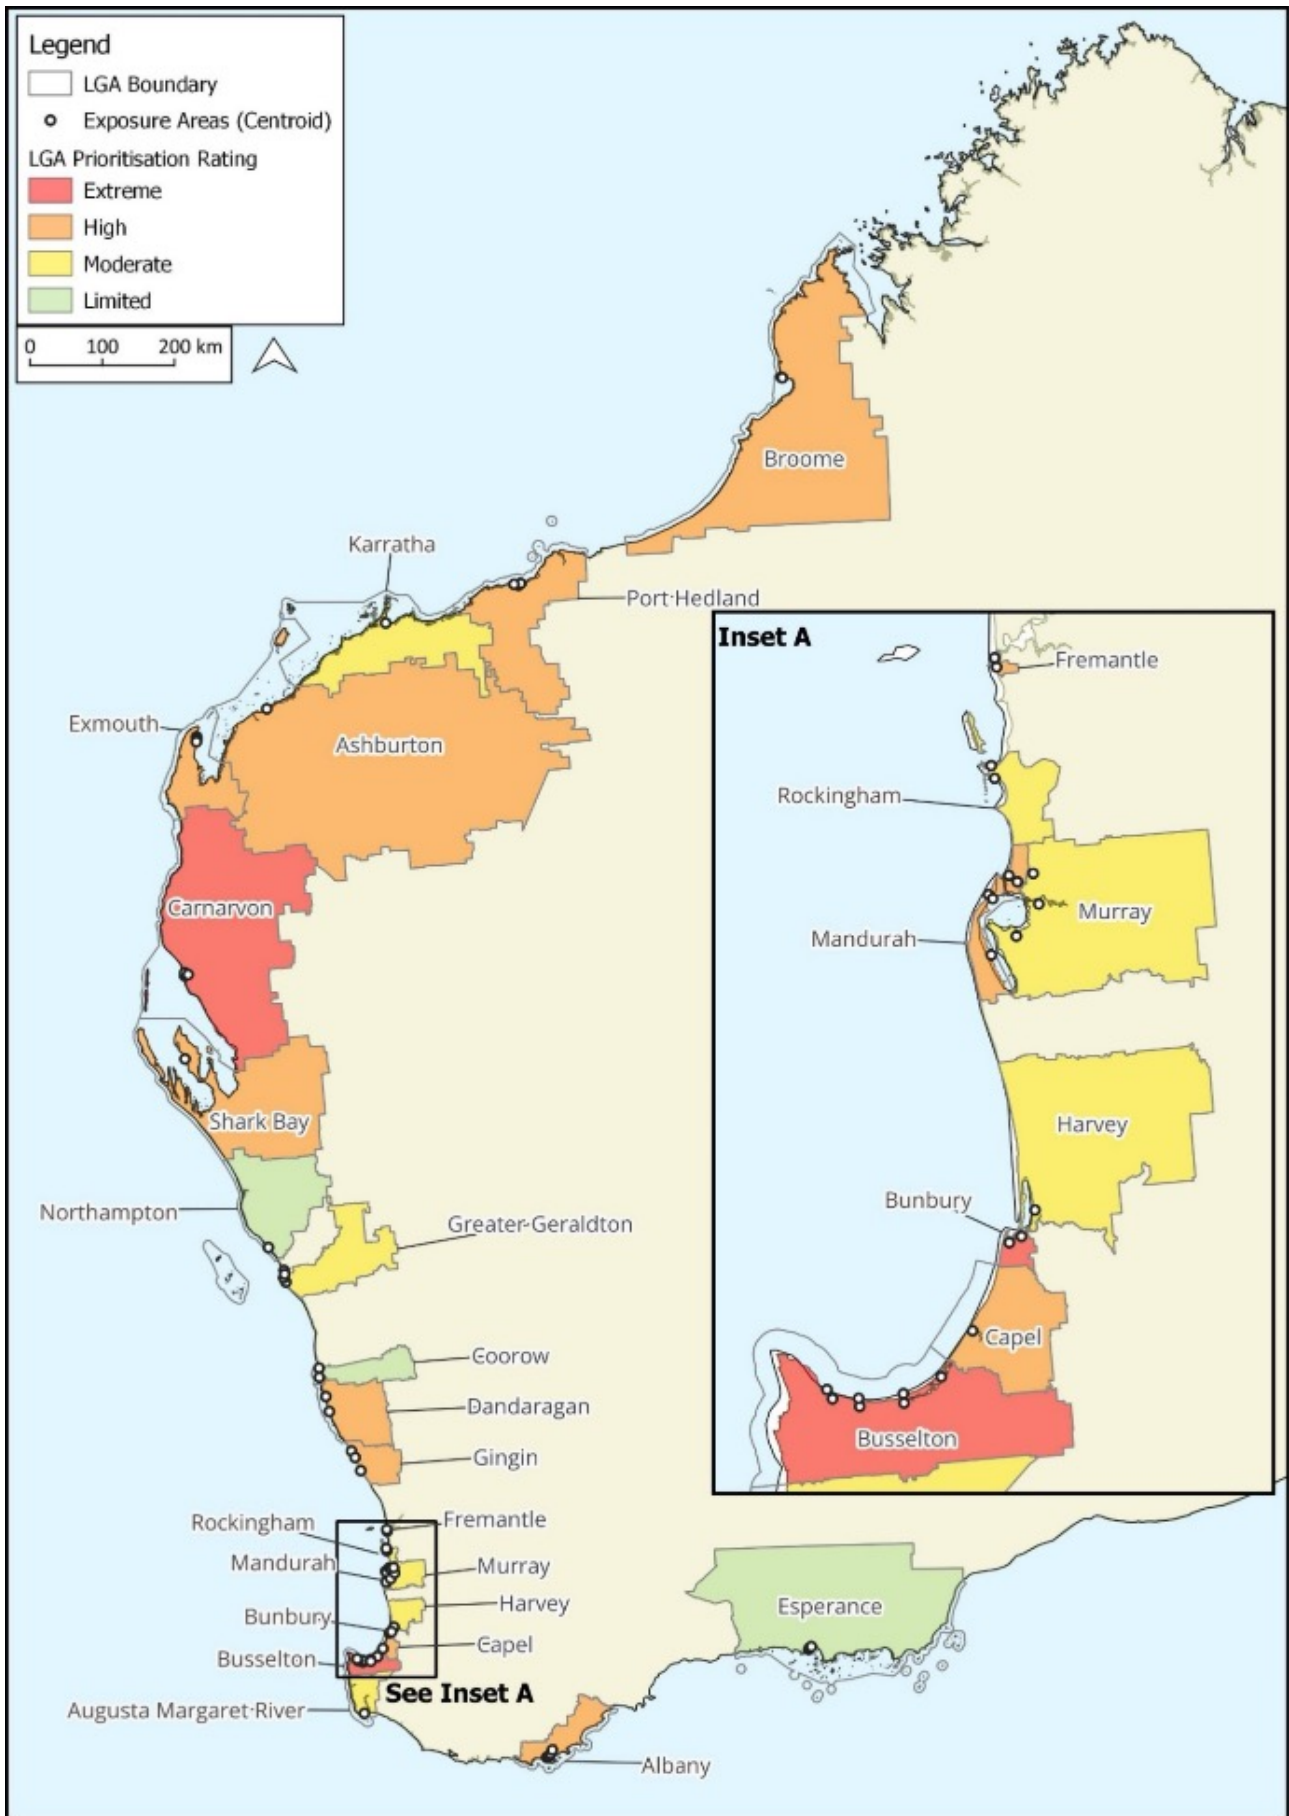 Legend
LGA Boundary
Exposure Areas (Centroid)
LGA Prioritisation Rating
Extreme
High
Moderate
Limited
0 100 200 km
Broome
Karratha
Port-Hedland
Exmouth
Ashburton
Carnarvon
Shark Bay
Northampton
Greater-Geraldton
Coorow
Dandaragan
Gingin
Rockingham
Fremantle
Mandurah
Murray
Bunbury
Harvey
Capel
Busselton
See Inset A
Augusta Margaret-River
Albany
Esperance
Inset A
Fremantle
Rockingham
Murray
Mandurah
Harvey
Bunbury
Capel
Busselton